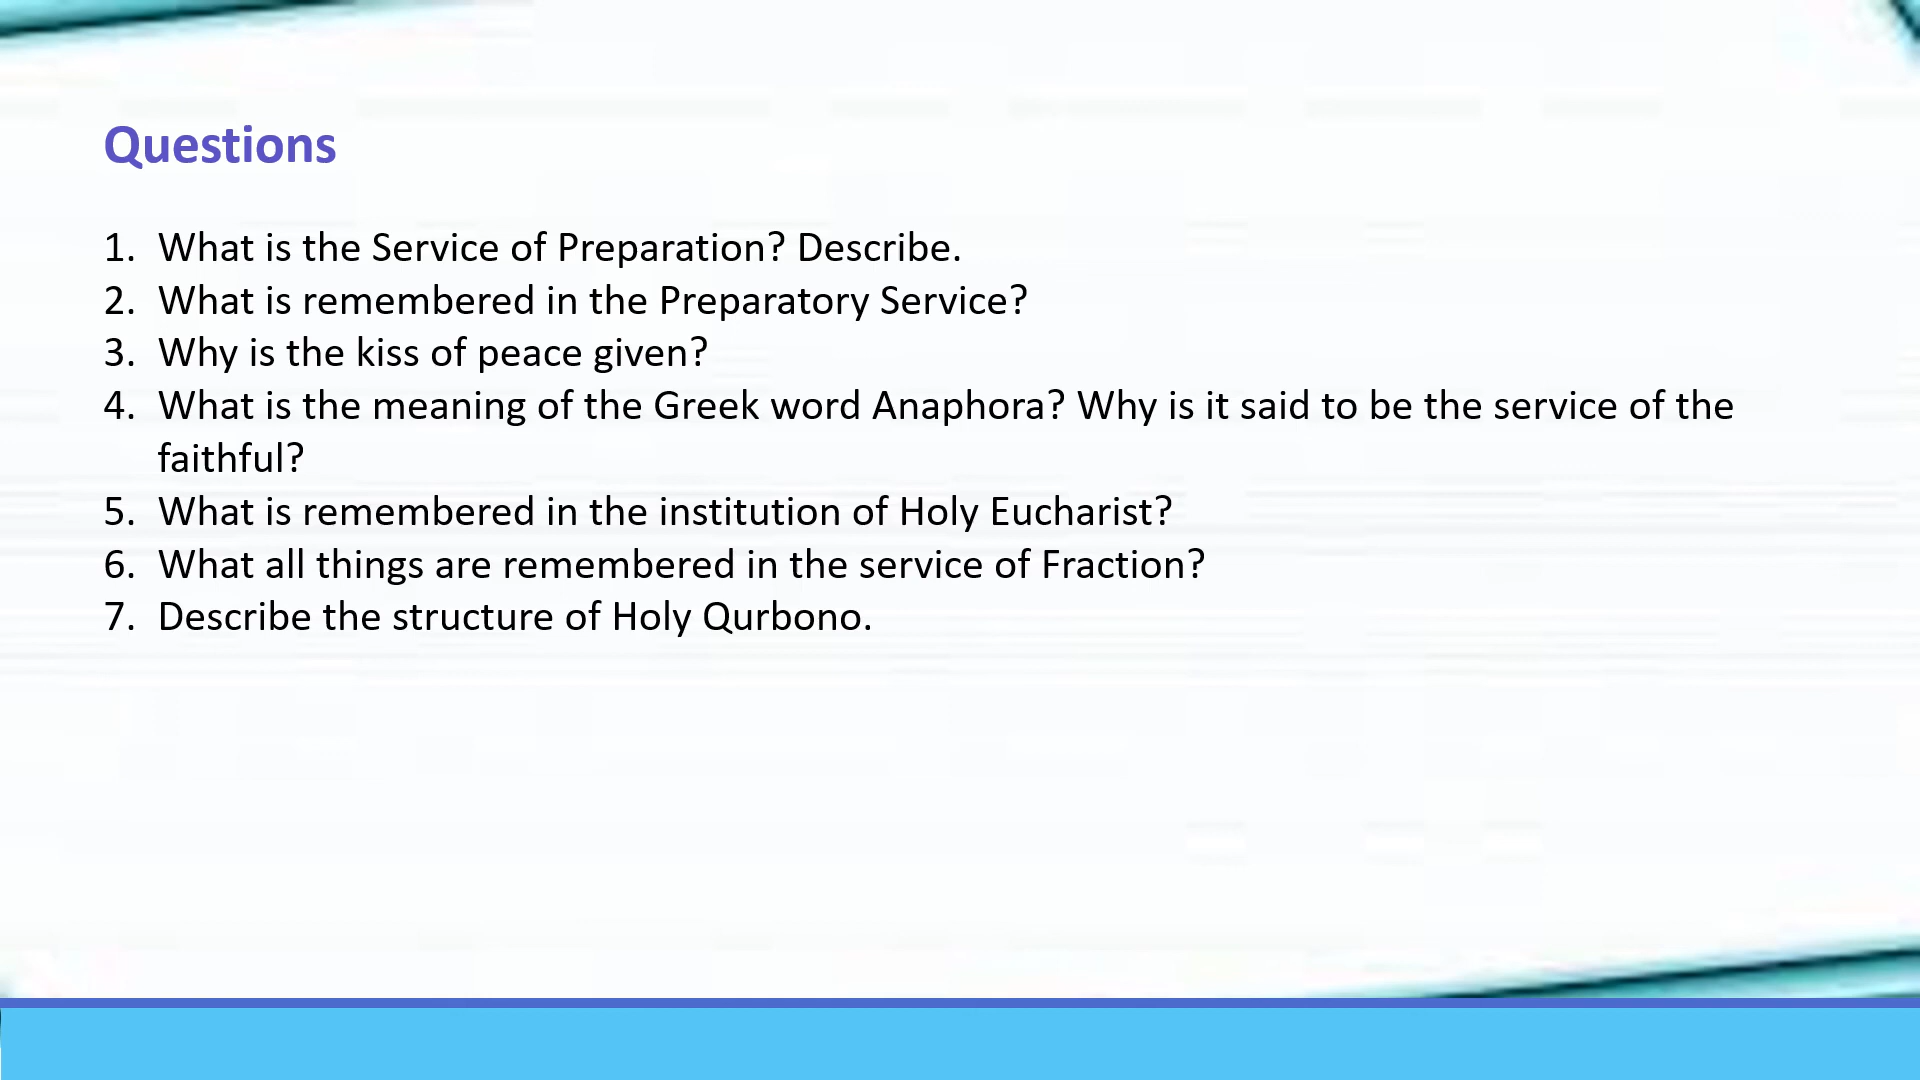 Questions
1. What is the Service of Preparation? Describe.
2. What is remembered in the Preparatory Service?
3. Why is the kiss of peace given?
4. What is the meaning of the Greek word Anaphora? Why is it said to be the service of the
faithful?
5. What is remembered in the institution of Holy Eucharist?
6. What all things are remembered in the service of Fraction?
7. Describe the structure of Holy Qurbono.